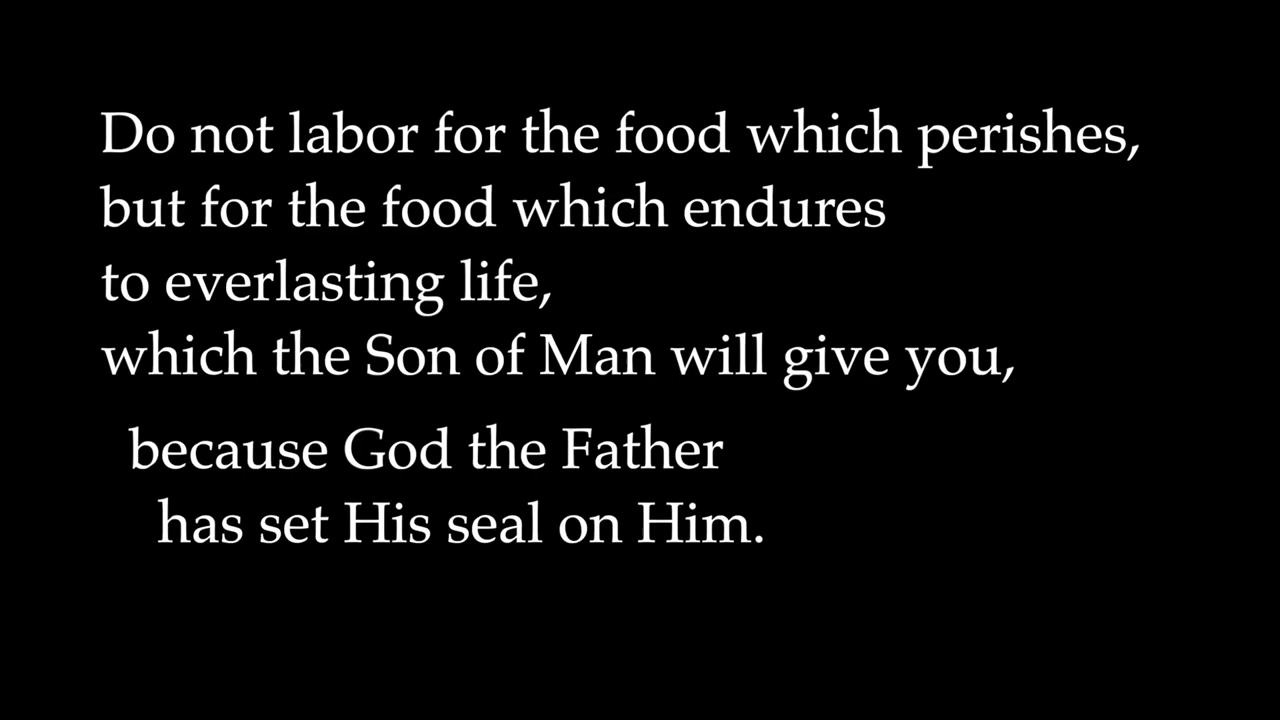 Do not labor for the food which perishes,
but for the food which endures
to everlasting life,
which the Son of Man will give you,
because God the Father
has set His seal on Him.